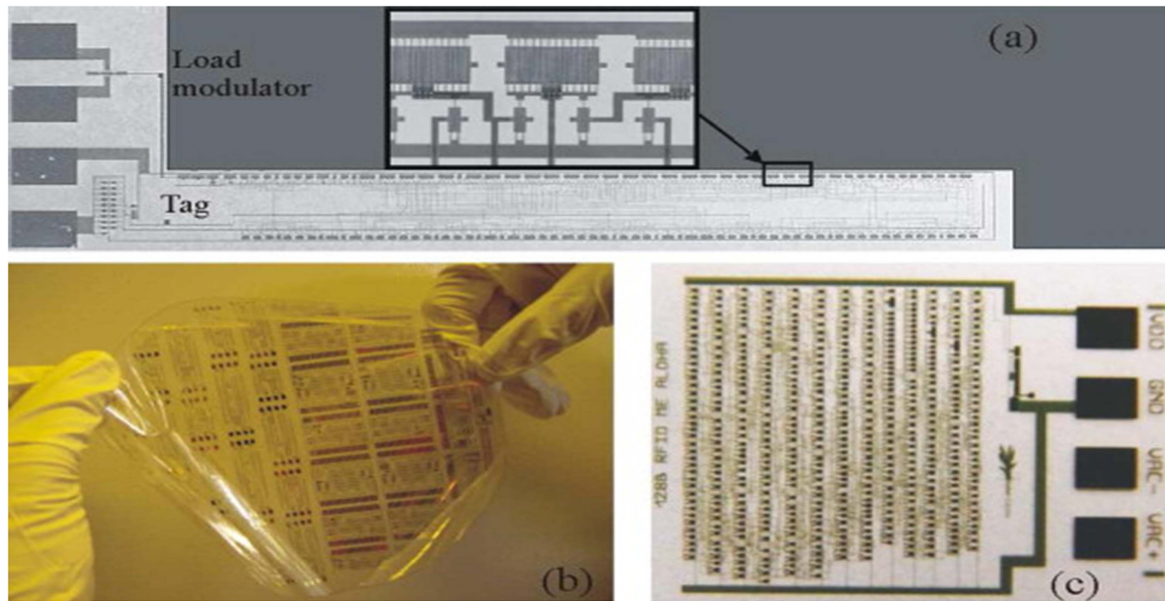 (a)
Load
modulator
Tag
(b)
128B RFID ME ALOHA
VDD
GND
VAC-
VAC+
(c)